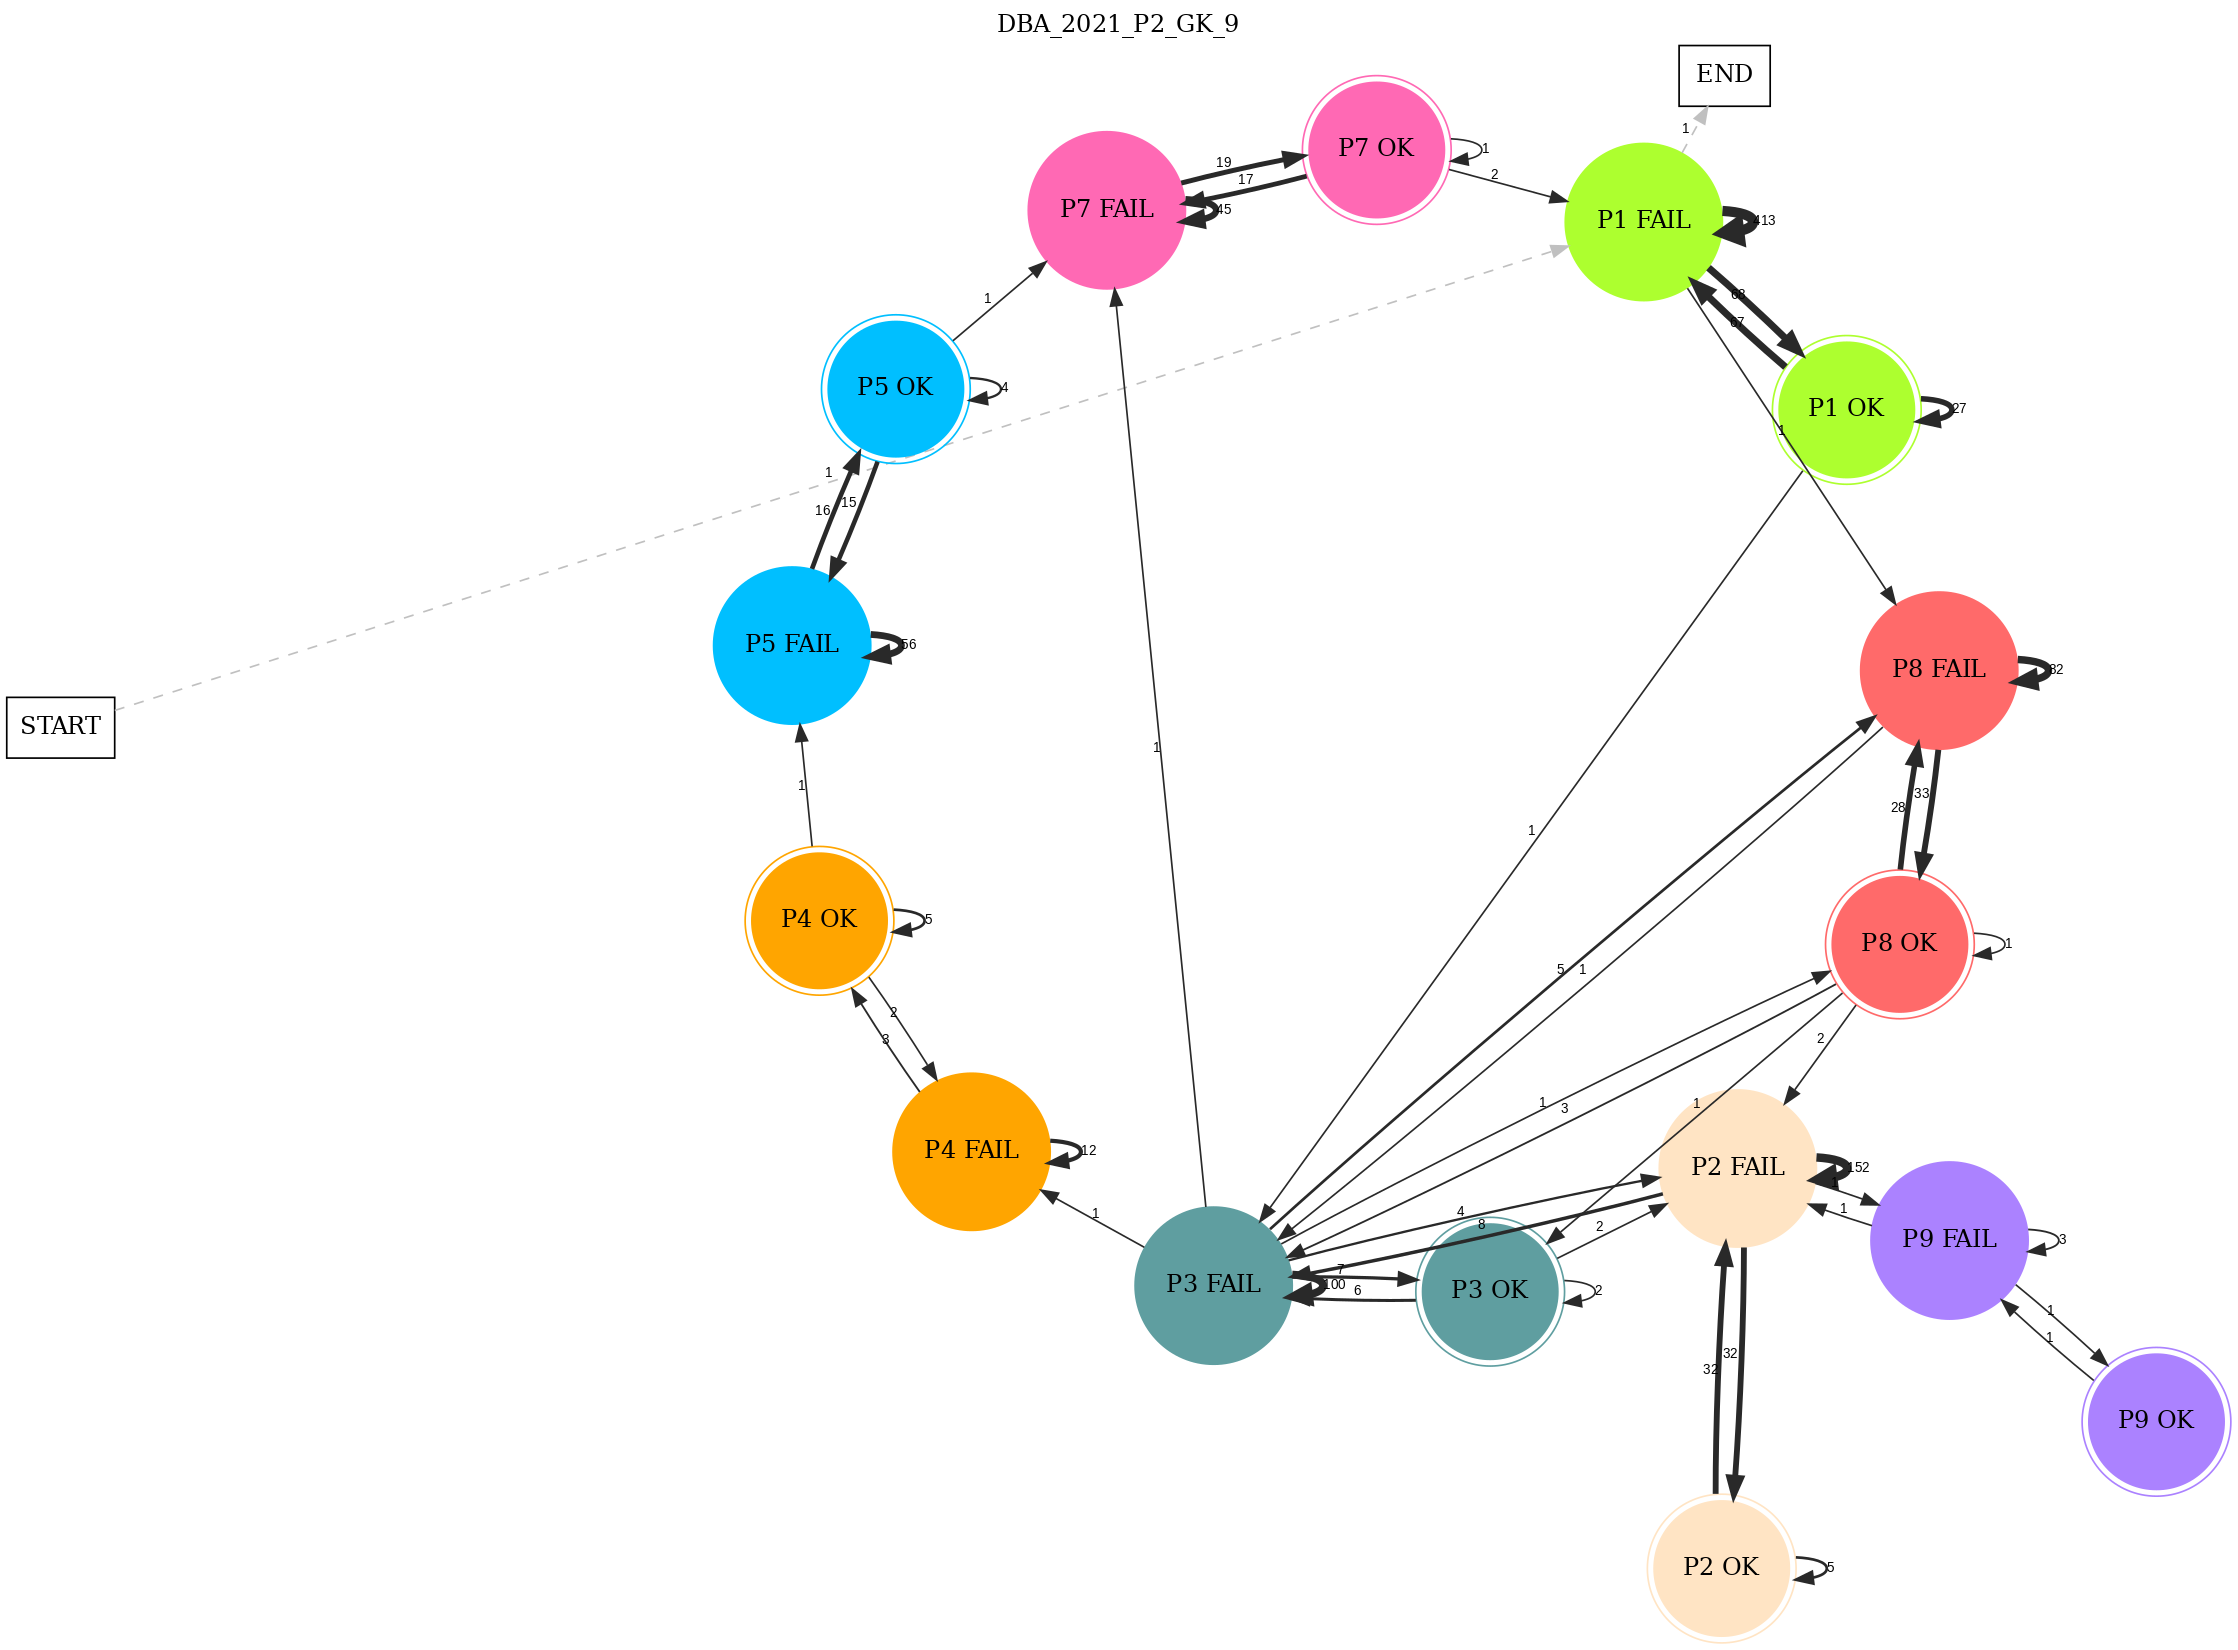 DBA_2021_P2_GK_9
END
1
P7 OK
1
2
19
17
P7 FAIL
45
P1 FAIL
413
68
67
1
P5 OK
4
P1 OK
27
1
1
16
15
P5 FAIL
56
P8 FAIL
82
START
1
1
1
28
33
P4 OK
5
P8 OK
1
5
1
2
3
2
1
3
1
P4 FAIL
12
P2 FAIL
152
1
1
P9 FAIL
3
1
4
8
2
P3 FAIL
100
7
6
P3 OK
2
1
1
32
32
P9 OK
P2 OK
5